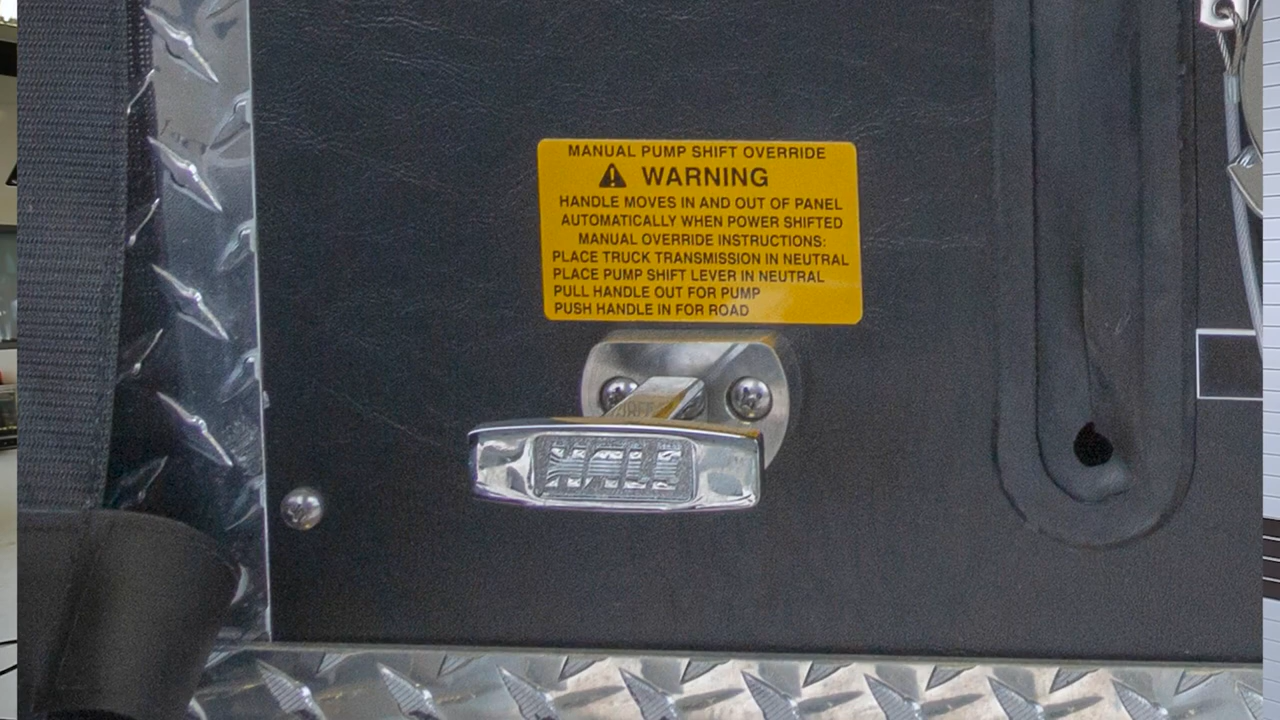 MANUAL PUMP SHIFT OVERRIDE
WARNING
HANDLE MOVES IN AND OUT OF PANEL
AUTOMATICALLY WHEN POWER SHIFTED
MANUAL OVERRIDE INSTRUCTIONS:
PLACE TRUCK TRANSMISSION IN NEUTRAL
PLACE PUMP SHIFT LEVER IN NEUTRAL
PULL HANDLE OUT FOR PUMP
PUSH HANDLE IN FOR ROAD
HALE